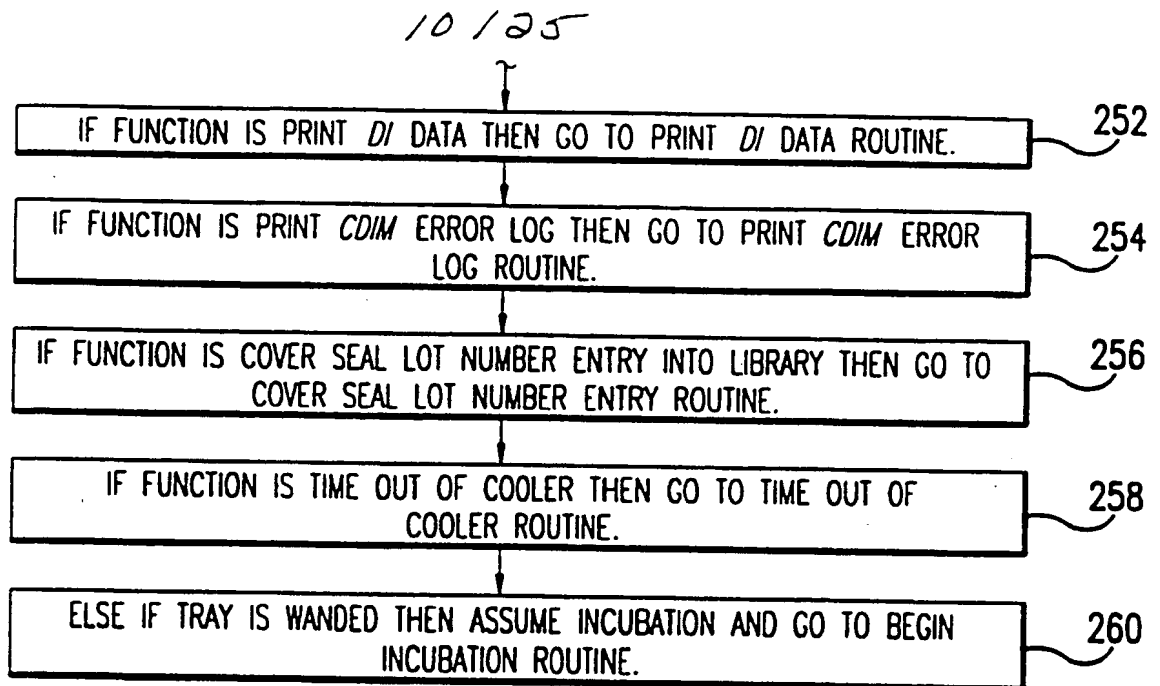 10/25
IF FUNCTION IS PRINT DI DATA THEN GO TO PRINT DI DATA ROUTINE.
252
IF FUNCTION IS PRINT CDIM ERROR LOG THEN GO TO PRINT CDIM ERROR
LOG ROUTINE.
254
IF FUNCTION IS COVER SEAL LOT NUMBER ENTRY INTO LIBRARY THEN GO TO
COVER SEAL LOT NUMBER ENTRY ROUTINE.
256
IF FUNCTION IS TIME OUT OF COOLER THEN GO TO TIME OUT OF
COOLER ROUTINE.
258
ELSE IF TRAY IS WANDED THEN ASSUME INCUBATION AND GO TO BEGIN
INCUBATION ROUTINE.
260